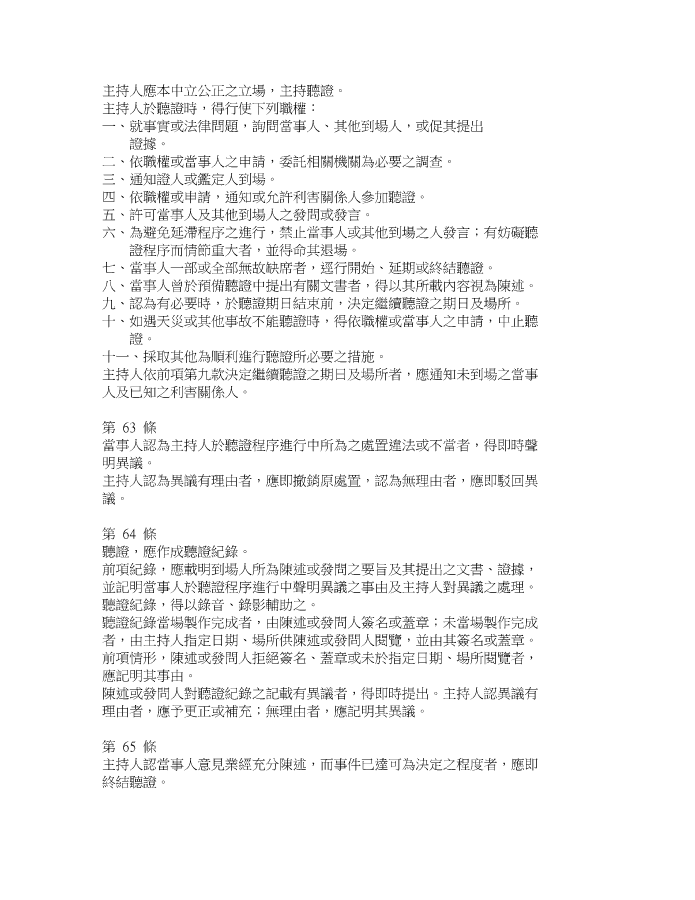 主持人應本中立公正之立場，主持聽證。
主持人於聽證時，得行使下列職權：
一、就事實或法律問題，詢問當事人、其他到場人，或促其提出
證據。
二、依職權或當事人之申請，委託相關機關為必要之調查。
三、通知證人或鑑定人到場。
四、依職權或申請，通知或允許利害關係人參加聽證。
五、許可當事人及其他到場人之發問或發言。
六、為避免延滯程序之進行，禁止當事人或其他到場之人發言；有妨礙聽
證程序而情節重大者，並得命其退場。
七、當事人一部或全部無故缺席者，逕行開始、延期或終結聽證。
八、當事人曾於預備聽證中提出有關文書者，得以其所載內容視為陳述。
九、認為有必要時，於聽證期日結束前，決定繼續聽證之期日及場所。
十、如遇天災或其他事故不能聽證時，得依職權或當事人之申請，中止聽
證。
十一、採取其他為順利進行聽證所必要之措施。
主持人依前項第九款決定繼續聽證之期日及場所者，應通知未到場之當事
人及已知之利害關係人。
第 63 條
當事人認為主持人於聽證程序進行中所為之處置違法或不當者，得即時聲
明異議。
主持人認為異議有理由者，應即撤銷原處置，認為無理由者，應即駁回異
議。
第 64 條
聽證，應作成聽證紀錄。
前項紀錄，應載明到場人所為陳述或發問之要旨及其提出之文書、證據，
並記明當事人於聽證程序進行中聲明異議之事由及主持人對異議之處理。
聽證紀錄，得以錄音、錄影輔助之。
聽證紀錄當場製作完成者，由陳述或發問人簽名或蓋章；未當場製作完成
者，由主持人指定日期、場所供陳述或發問人閱覽，並由其簽名或蓋章。
前項情形，陳述或發問人拒絕簽名、蓋章或未於指定日期、場所閱覽者，
應記明其事由。
陳述或發問人對聽證紀錄之記載有異議者，得即時提出。主持人認異議有
理由者，應予更正或補充；無理由者，應記明其異議。
第 65 條
主持人認當事人意見業經充分陳述，而事件已達可為決定之程度者，應即
終結聽證。